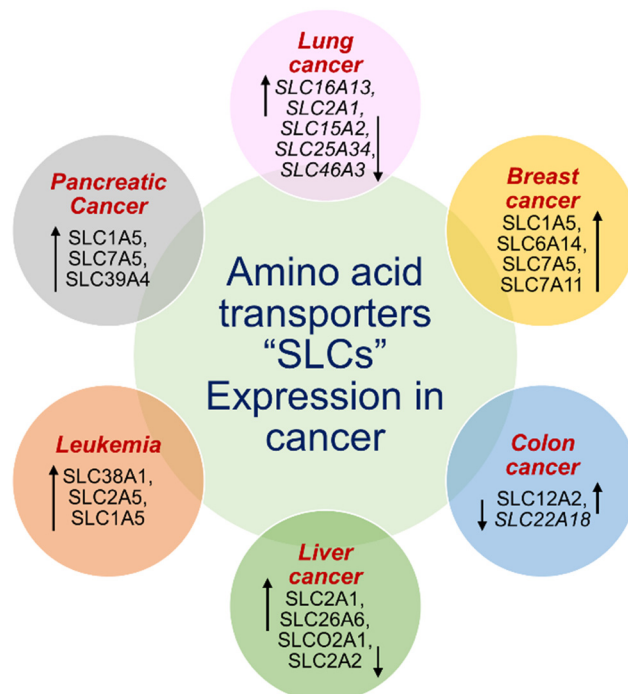 Lung
cancer
SLC16A13,
SLC2A1,
SLC15A2,
SLC25A34,
SLC46A3
Pancreatic
Cancer
SLC1A5,
SLC7A5,
SLC39A4
Breast
cancer
SLC1A5,
SLC6A14,
SLC7A5,
SLC7A11
Amino acid
transporters
“SLCs”
Expression in
cancer
Leukemia
SLC38A1,
SLC2A5,
SLC1A5
Colon
cancer
SLC12A2,
SLC22A18
Liver
cancer
SLC2A1,
SLC26A6,
SLCO2A1,
SLC2A2